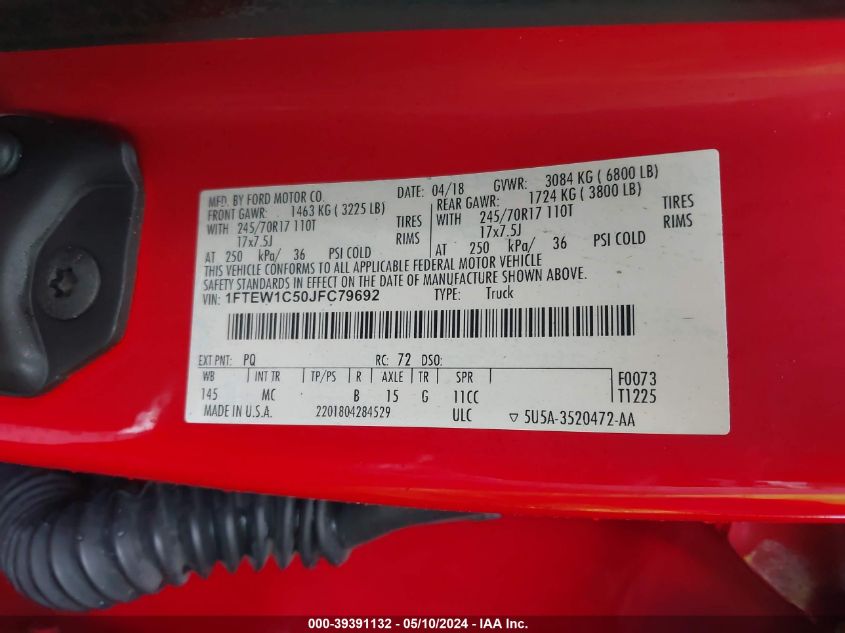 MFD. BY FORD MOTOR CO. DATE: 04/18 GVWR: 3084 KG ( 6800 LB)
FRONT GAWR: 1463 KG ( 3225 LB) REAR GAWR: 1724 KG ( 3800 LB)
WITH 245/70R17 110T TIRES WITH 245/70R17 110T TIRES
17x7.5J RIMS 17x7.5J RIMS
AT 250 kPa/ 36 PSI COLD AT 250 kPa/ 36 PSI COLD
THIS VEHICLE CONFORMS TO ALL APPLICABLE FEDERAL MOTOR VEHICLE
SAFETY STANDARDS IN EFFECT ON THE DATE OF MANUFACTURE SHOWN ABOVE.
VIN: 1FTEW1C50JFC79692 TYPE: Truck
EXT PNT: PQ RC: 72 DSO:
WB INT TR TP/PS R AXLE TR SPR F0073
145 MC B 15 G 11CC T1225
MADE IN U.S.A. 2201804284529 ULC ▽ 5U5A-3520472-AA
000-39391132 - 05/10/2024 - IAA Inc.